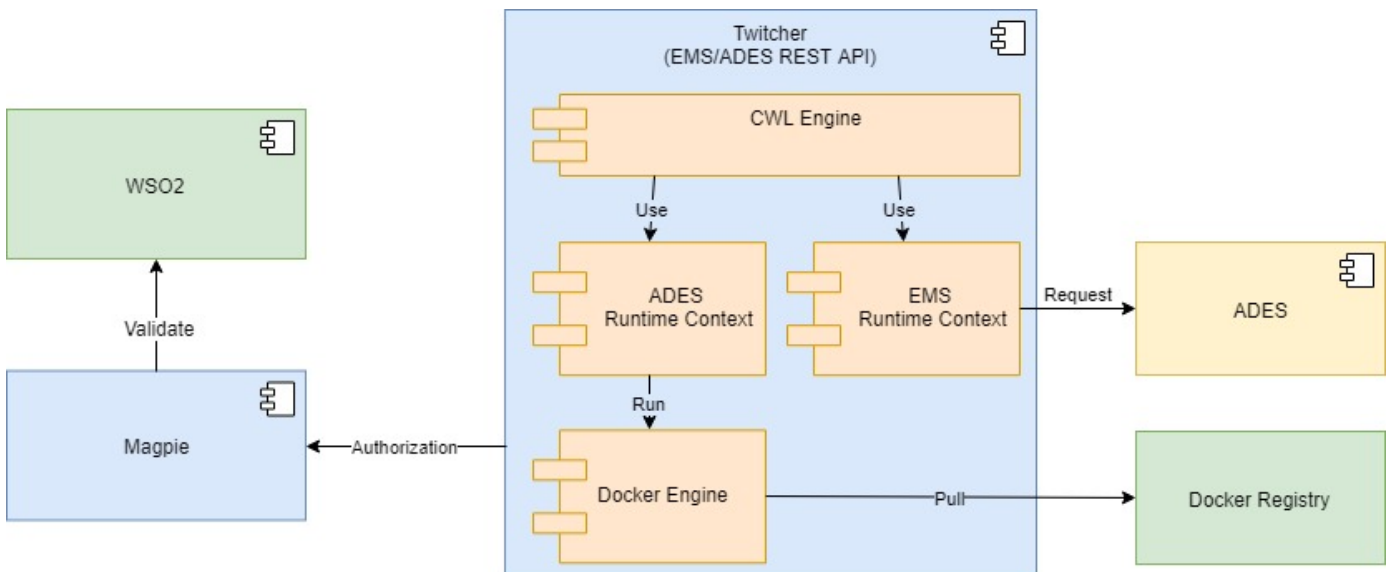 Twitcher
(EMS/ADES REST API)
CWL Engine
WSO2
Use
Use
ADES
Runtime Context
EMS
Runtime Context
Request
ADES
Validate
Run
Magpie
Authorization
Docker Engine
Pull
Docker Registry